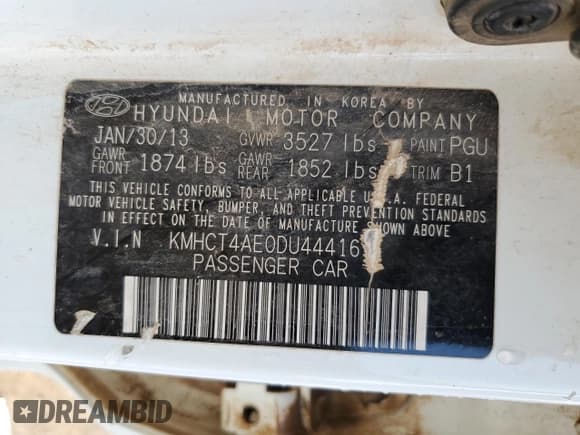 MANUFACTURED IN KOREA BY
HYUNDAI MOTOR COMPANY
JAN/30/13 GVWR 3527 lbs PAINT PGU
GAWR FRONT 1874 lbs GAWR REAR 1852 lbs TRIM B1
THIS VEHICLE CONFORMS TO ALL APPLICABLE U.S.A. FEDERAL
MOTOR VEHICLE SAFETY, BUMPER, AND THEFT PREVENTION STANDARDS
IN EFFECT ON THE DATE OF MANUFACTURE SHOWN ABOVE.
V.I.N KMHCT4AE0DU44416
PASSENGER CAR
DREAMBID